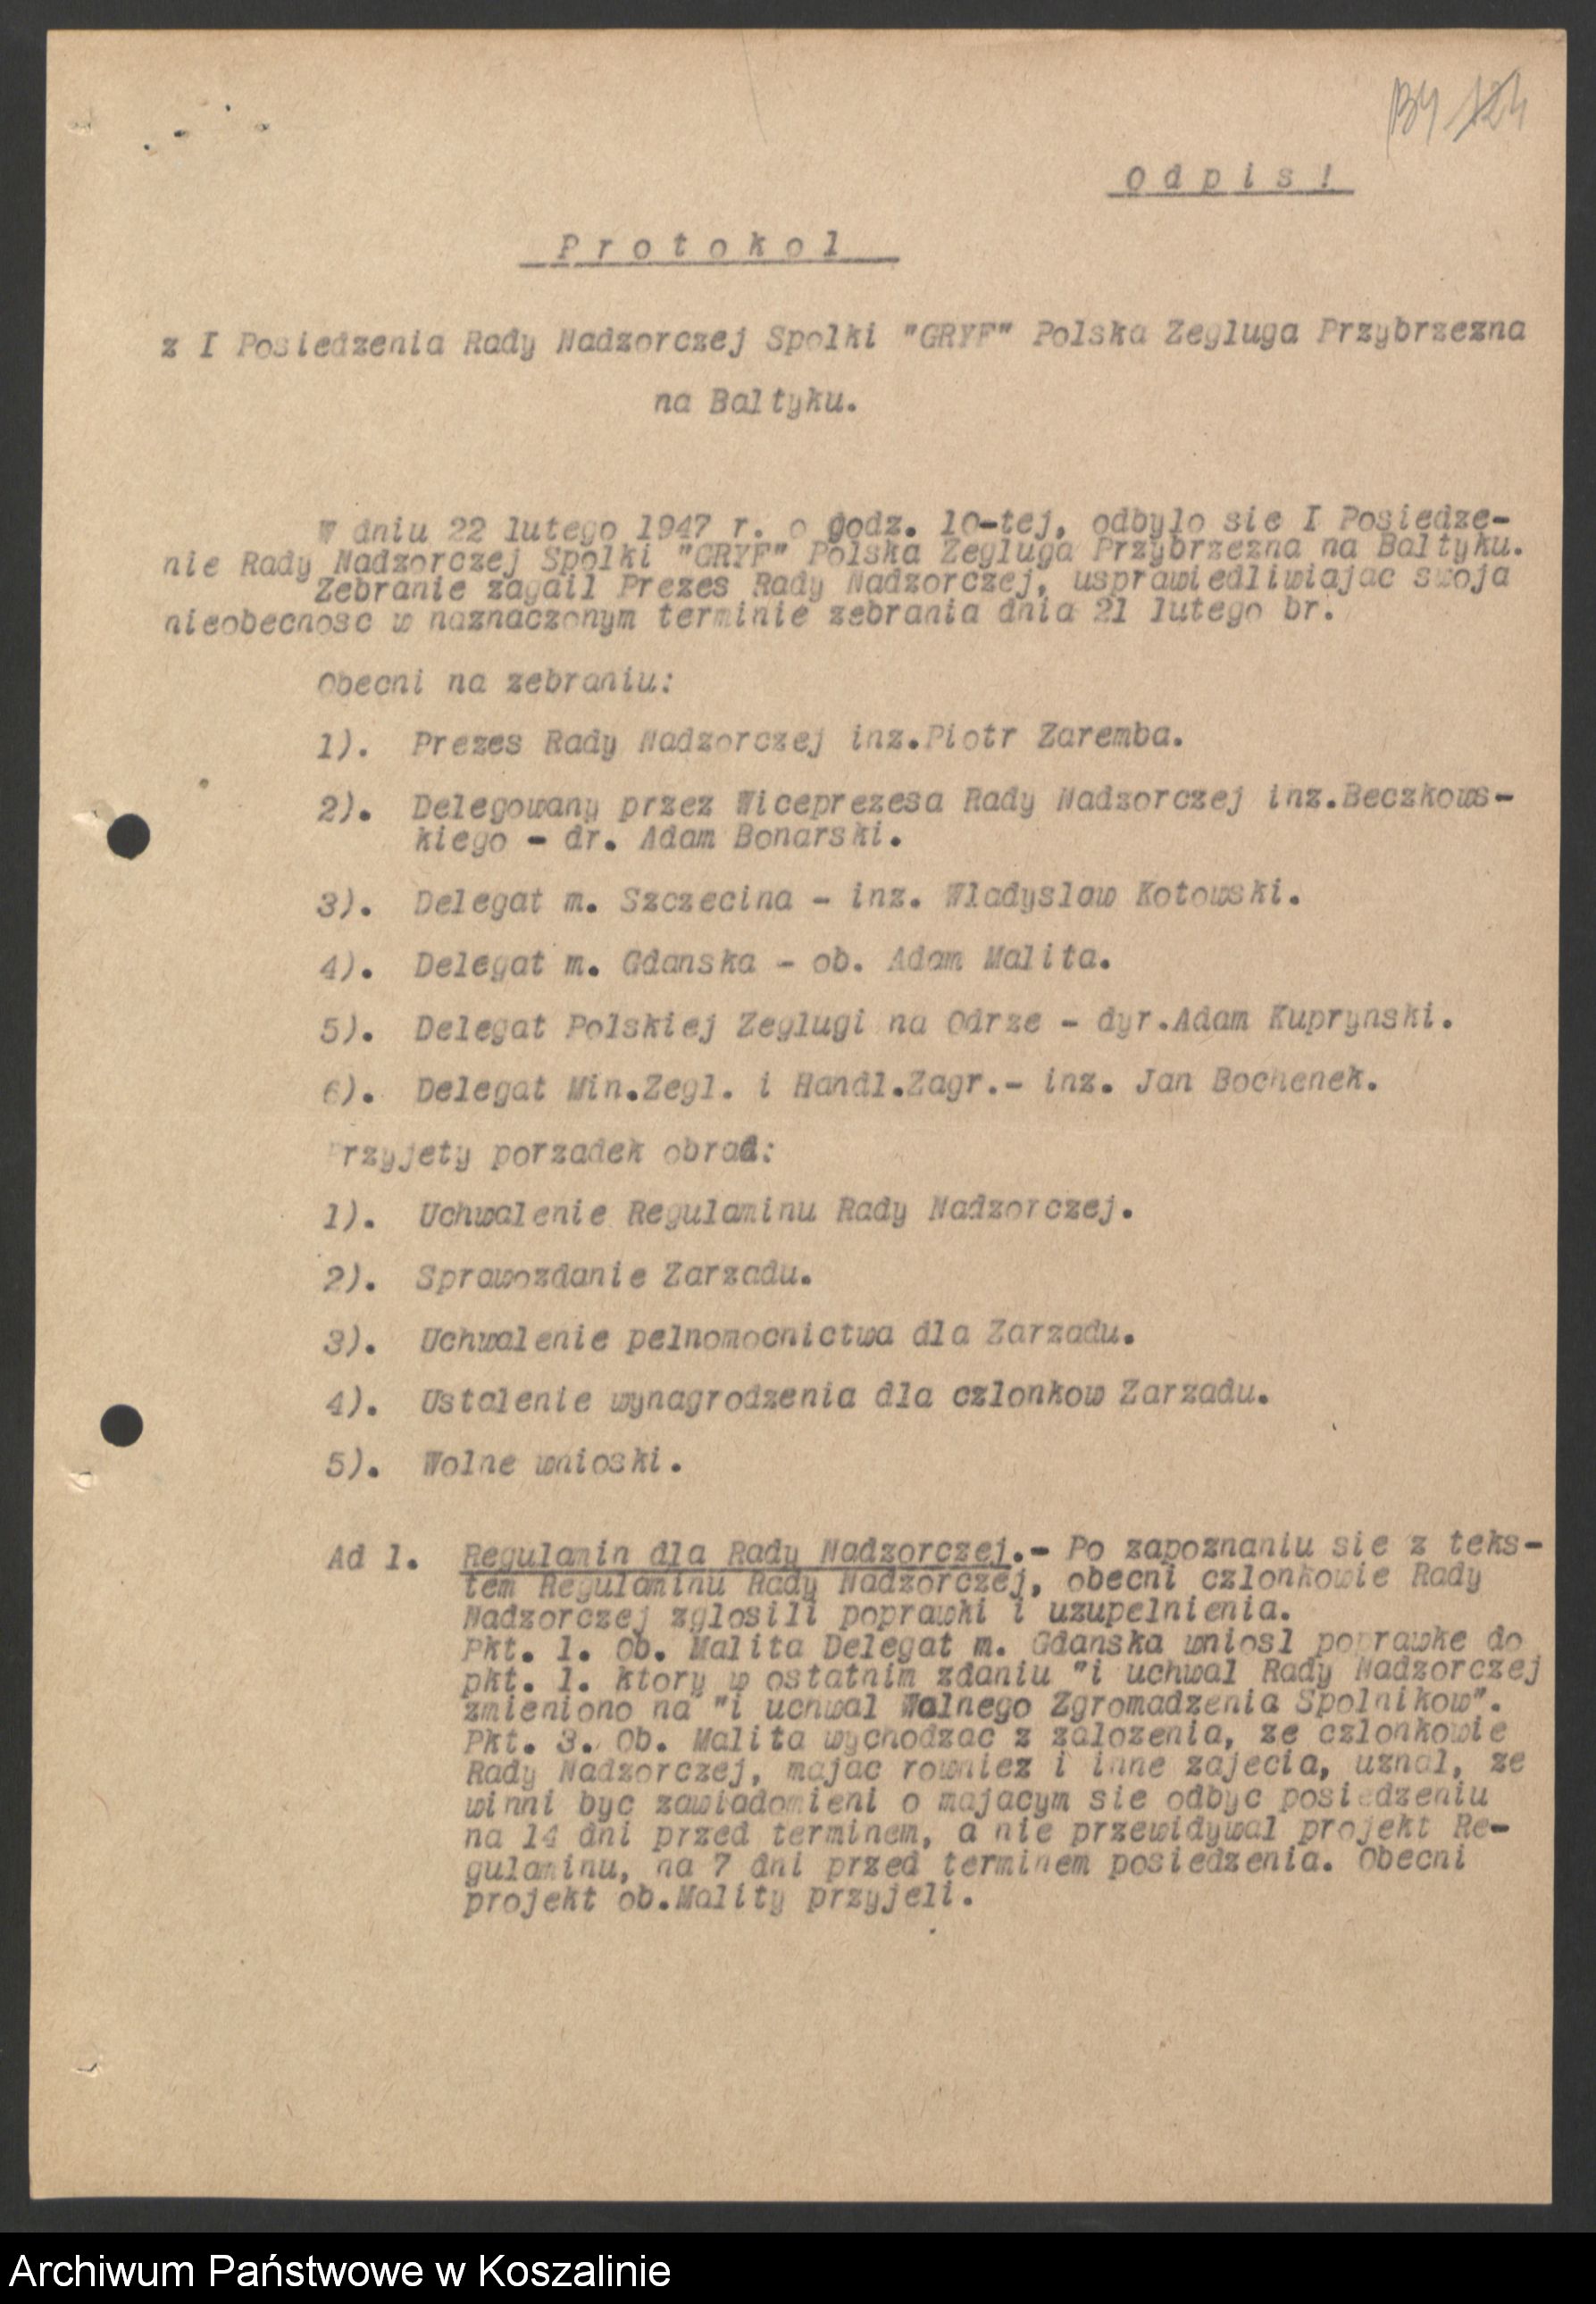 134 124
O d p i s !
P r o t o k o l
z I Posiedzenia Rady Nadzorczej Spolki "GRYF" Polska Zegluga Przybrzezna
na Baltyku.
W dniu 22 lutego 1947 r. o godz. 10-tej, odbylo sie I Posiedze-
nie Rady Nadzorczej Spolki "GRYF" Polska Zegluga Przybrzezna na Baltyku.
Zebranie zagail Prezes Rady Nadzorczej, usprawiedliwiajac swoja
nieobecnosc w naznaczonym terminie zebrania dnia 21 lutego br.
Obecni na zebraniu:
1). Prezes Rady Nadzorczej inz.Piotr Zaremba.
2). Delegowany przez Wiceprezesa Rady Nadzorczej inz.Beczkows-
kiego - dr. Adam Bonarski.
3). Delegat m. Szczecina - inz. Wladyslaw Kotowski.
4). Delegat m. Gdanska - ob. Adam Malita.
5). Delegat Polskiej Zeglugi na Odrze - dyr.Adam Kuprynski.
6). Delegat Min.Zegl. i Handl.Zagr.- inz. Jan Bochenek.
Przyjety porzadek obrad:
1). Uchwalenie Regulaminu Rady Nadzorczej.
2). Sprawozdanie Zarzadu.
3). Uchwalenie pelnomocnictwa dla Zarzadu.
4). Ustalenie wynagrodzenia dla czlonkow Zarzadu.
5). Wolne wnioski.
Ad 1. Regulamin dla Rady Nadzorczej.- Po zapoznaniu sie z teks-
tem Regulaminu Rady Nadzorczej, obecni czlonkowie Rady
Nadzorczej zglosili poprawki i uzupelnienia.
Pkt. 1. Ob. Malita Delegat m. Gdanska wniosl poprawke do
pkt. 1. ktory w ostatnim zdaniu "i uchwal Rady Nadzorczej
zmieniono na "i uchwal Walnego Zgromadzenia Spolnikow".
Pkt. 3. Ob. Malita wychodzac z zalozenia, ze czlonkowie
Rady Nadzorczej, majac rowniez i inne zajecia, uznal, ze
winni byc zawiadomieni o majacym sie odbyc posiedzeniu
na 14 dni przed terminem, a nie przewidywal projekt Re-
gulaminu, na 7 dni przed terminem posiedzenia. Obecni
projekt ob.Mality przyjeli.
Archiwum Państwowe w Koszalinie